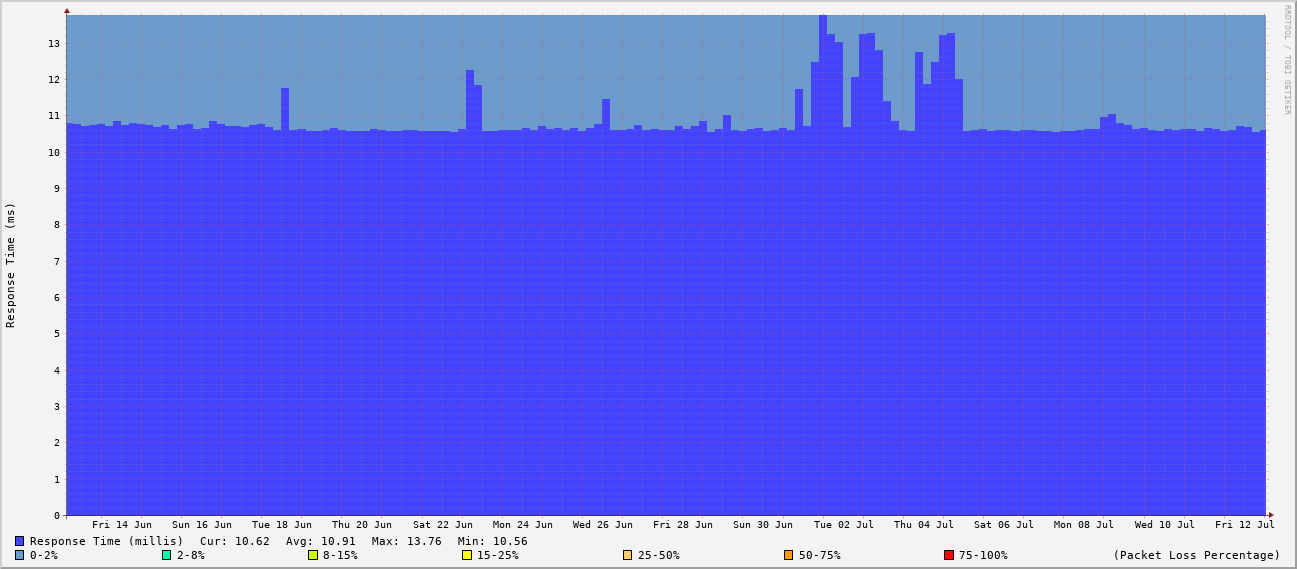 RRDTOOL / TOBI OETIKER
Response Time (ms)
13
12
11
10
9
8
7
6
5
4
3
2
1
0
Fri 14 Jun Sun 16 Jun Tue 18 Jun Thu 20 Jun Sat 22 Jun Mon 24 Jun Wed 26 Jun Fri 28 Jun Sun 30 Jun Tue 02 Jul Thu 04 Jul Sat 06 Jul Mon 08 Jul Wed 10 Jul Fri 12 Jul
Response Time (millis) Cur: 10.62 Avg: 10.91 Max: 13.76 Min: 10.56
0-2% 2-8% 8-15% 15-25% 25-50% 50-75% 75-100% (Packet Loss Percentage)